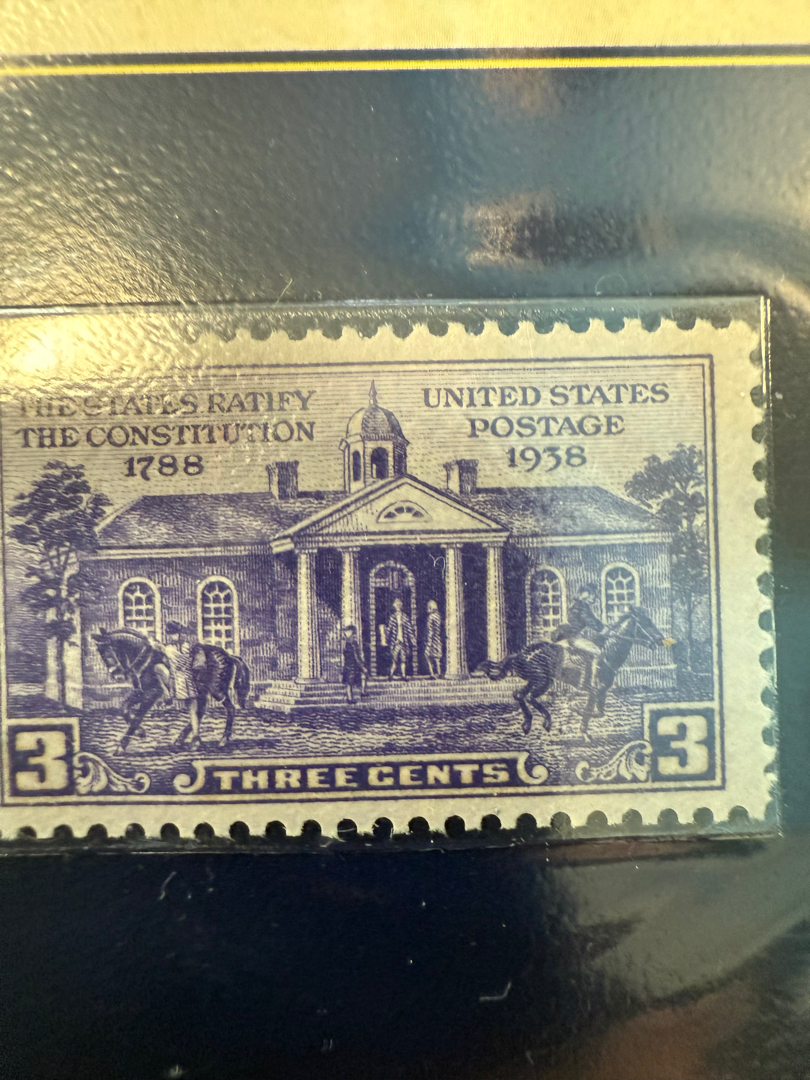 THE STATES RATIFY
THE CONSTITUTION
1788
UNITED STATES
POSTAGE
1938
3
THREE CENTS
3